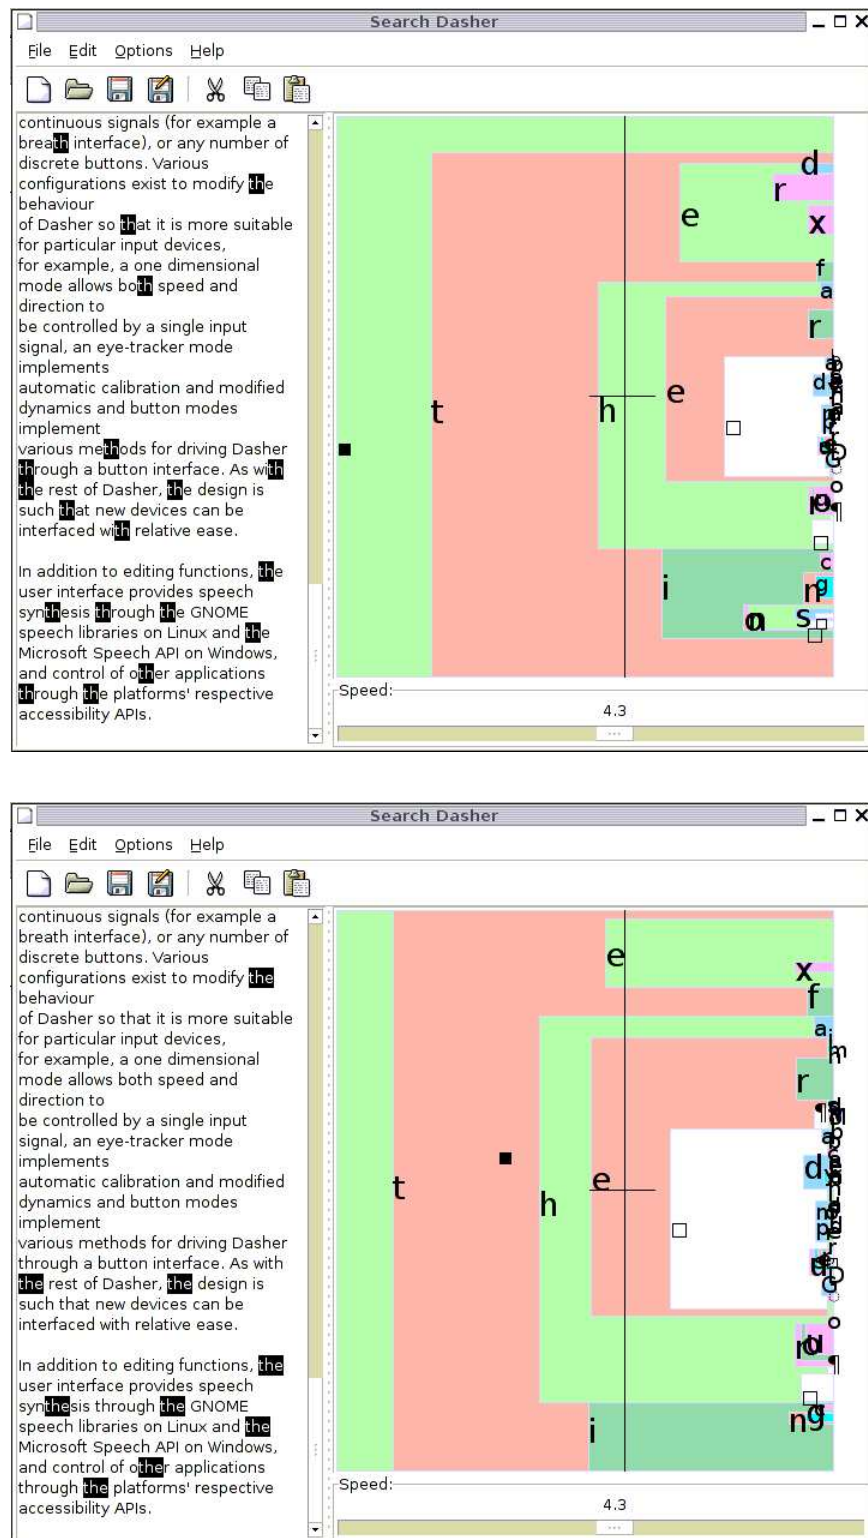 Search Dasher
File Edit Options Help
continuous signals (for example a
breath interface), or any number of
discrete buttons. Various
configurations exist to modify the
behaviour
of Dasher so that it is more suitable
for particular input devices,
for example, a one dimensional
mode allows both speed and
direction to
be controlled by a single input
signal, an eye-tracker mode
implements
automatic calibration and modified
dynamics and button modes
implement
various methods for driving Dasher
through a button interface. As with
the rest of Dasher, the design is
such that new devices can be
interfaced with relative ease.
In addition to editing functions, the
user interface provides speech
synthesis through the GNOME
speech libraries on Linux and the
Microsoft Speech API on Windows,
and control of other applications
through the platforms' respective
accessibility APIs.
d
r
e
x
f
a
r
e
t
h
c
i
n
g
s
Speed:
4.3
Search Dasher
File Edit Options Help
continuous signals (for example a
breath interface), or any number of
discrete buttons. Various
configurations exist to modify the
behaviour
of Dasher so that it is more suitable
for particular input devices,
for example, a one dimensional
mode allows both speed and
direction to
be controlled by a single input
signal, an eye-tracker mode
implements
automatic calibration and modified
dynamics and button modes
implement
various methods for driving Dasher
through a button interface. As with
the rest of Dasher, the design is
such that new devices can be
interfaced with relative ease.
In addition to editing functions, the
user interface provides speech
synthesis through the GNOME
speech libraries on Linux and the
Microsoft Speech API on Windows,
and control of other applications
through the platforms' respective
accessibility APIs.
e
x
f
a
r
d
e
t
h
i
n
g
Speed:
4.3